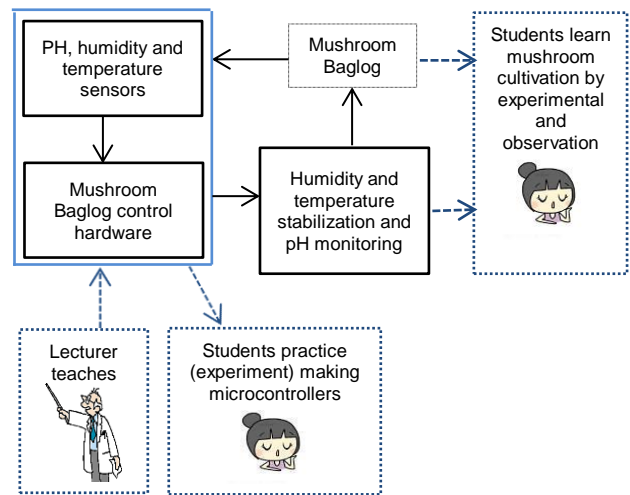 PH, humidity and
temperature
sensors
Mushroom
Baglog
Students learn
mushroom
cultivation by
experimental
and
observation
Mushroom
Baglog control
hardware
Humidity and
temperature
stabilization and
pH monitoring
Lecturer
teaches
Students practice
(experiment) making
microcontrollers